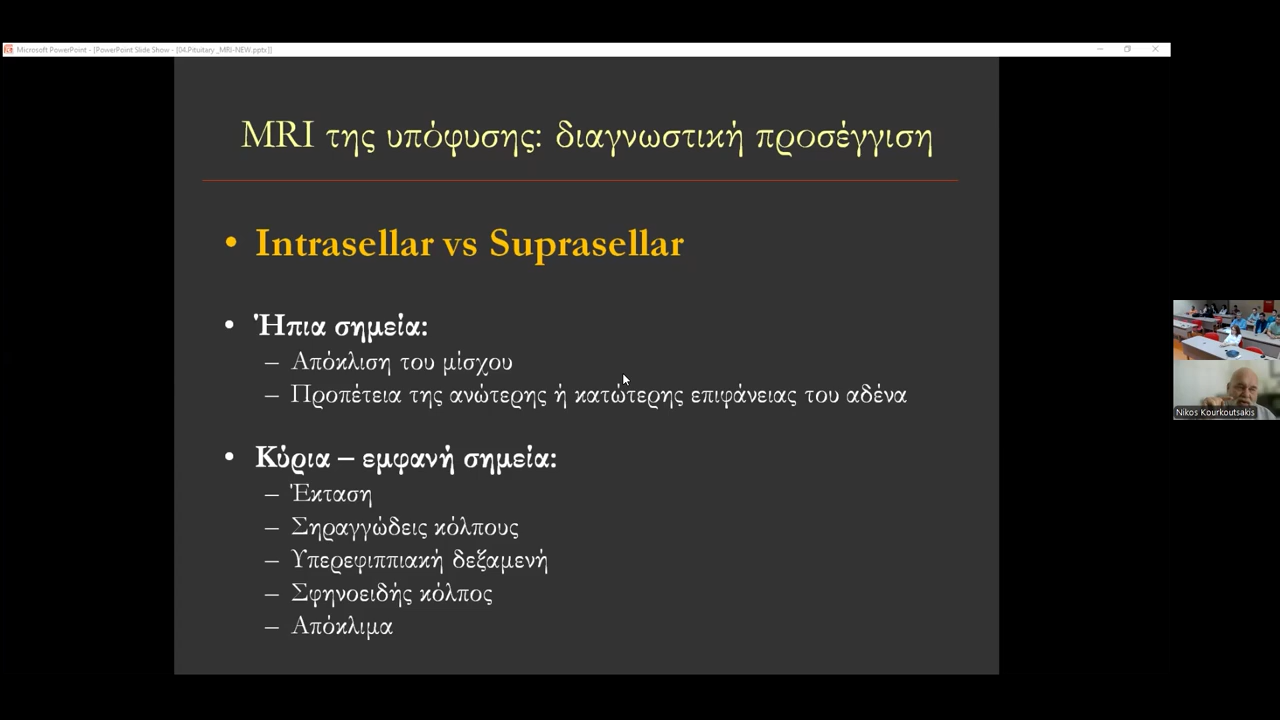 Microsoft PowerPoint - [PowerPoint Slide Show - [04.Pituitary _MRI-NEW.pptx]]
MRI της υπόφυσης: διαγνωστική προσέγγιση
• Intrasellar vs Suprasellar
• Ήπια σημεία:
– Απόκλιση του μίσχου
– Προπέτεια της ανώτερης ή κατώτερης επιφάνειας του αδένα
• Κύρια – εμφανή σημεία:
– Έκταση
– Σηραγγώδεις κόλπους
– Υπερεφιππιακή δεξαμενή
– Σφηνοειδής κόλπος
– Απόκλιμα
Nikos Kourkoutsakis